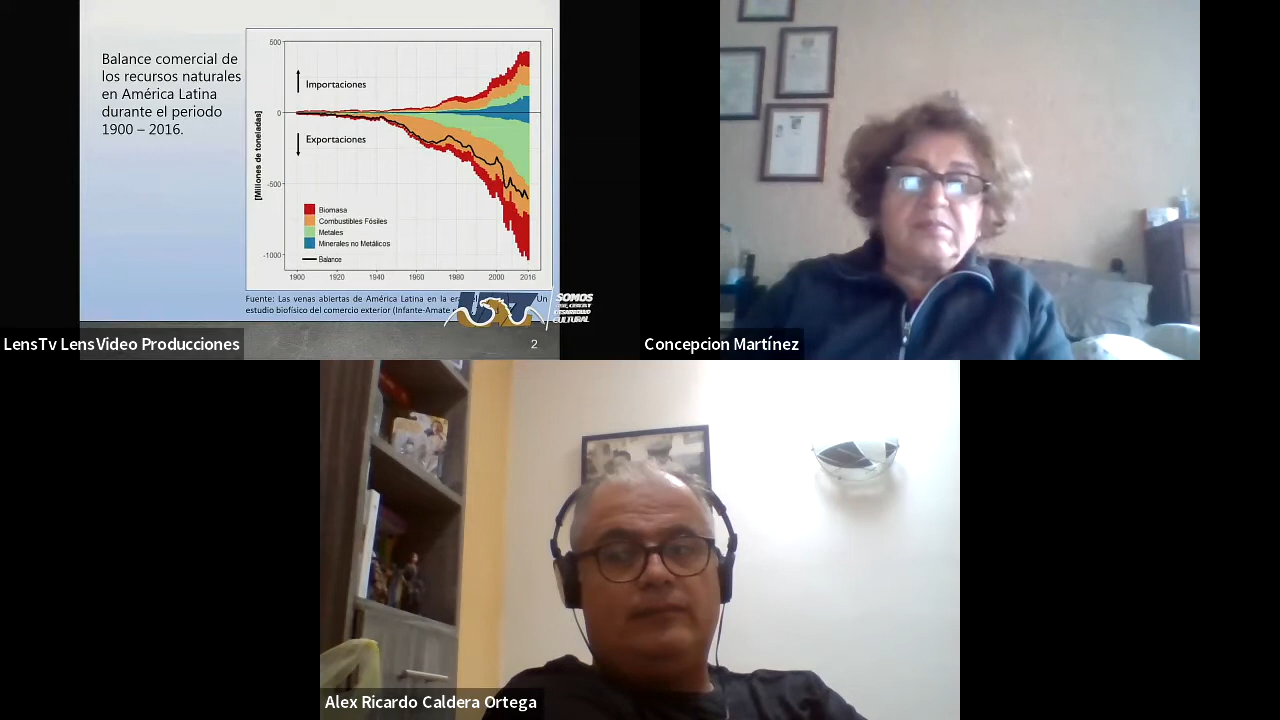 Balance comercial de
los recursos naturales
en América Latina
durante el periodo
1900 – 2016.
500
Importaciones
0
Exportaciones
[Millones de toneladas]
-500
Biomasa
Combustibles Fósiles
Metales
Minerales no Metálicos
Balance
-1000
1900 1920 1940 1960 1980 2000 2016
Fuente: Las venas abiertas de América Latina en la era Un
estudio biofísico del comercio exterior (Infante-Amate
SOMOS
DESARROLLO
CULTURAL
2
LensTv LensVideo Producciones
Concepcion Martínez
Alex Ricardo Caldera Ortega